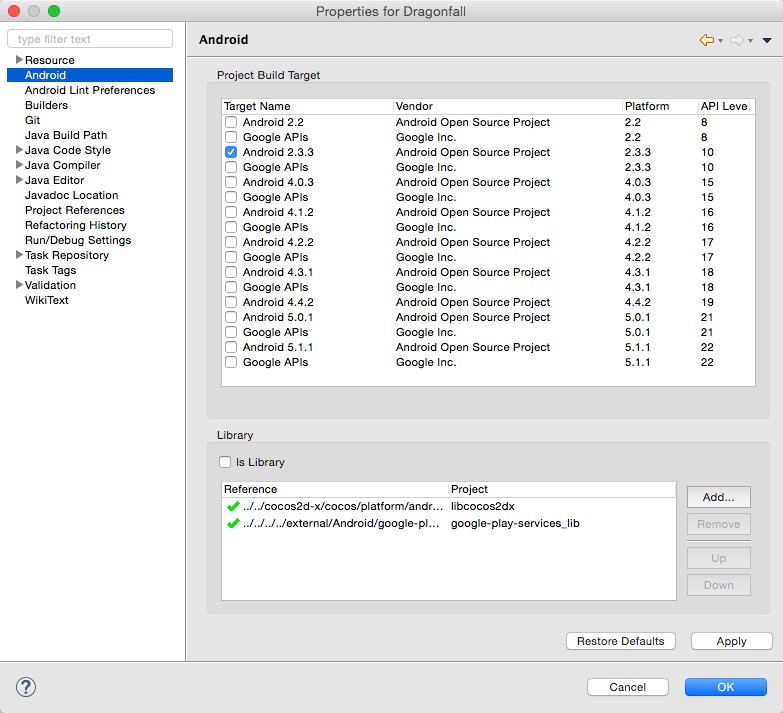 Properties for Dragonfall
type filter text
Resource
Android
Android Lint Preferences
Builders
Git
Java Build Path
Java Code Style
Java Compiler
Java Editor
Javadoc Location
Project References
Refactoring History
Run/Debug Settings
Task Repository
Task Tags
Validation
WikiText
Android
Project Build Target
Target Name Vendor Platform API Leve
Android 2.2 Android Open Source Project 2.2 8
Google APIs Google Inc. 2.2 8
Android 2.3.3 Android Open Source Project 2.3.3 10
Google APIs Google Inc. 2.3.3 10
Android 4.0.3 Android Open Source Project 4.0.3 15
Google APIs Google Inc. 4.0.3 15
Android 4.1.2 Android Open Source Project 4.1.2 16
Google APIs Google Inc. 4.1.2 16
Android 4.2.2 Android Open Source Project 4.2.2 17
Google APIs Google Inc. 4.2.2 17
Android 4.3.1 Android Open Source Project 4.3.1 18
Google APIs Google Inc. 4.3.1 18
Android 4.4.2 Android Open Source Project 4.4.2 19
Android 5.0.1 Android Open Source Project 5.0.1 21
Google APIs Google Inc. 5.0.1 21
Android 5.1.1 Android Open Source Project 5.1.1 22
Google APIs Google Inc. 5.1.1 22
Library
Is Library
Reference Project
../../cocos2d-x/cocos/platform/andr... libcocos2dx
../../../../external/Android/google-pl... google-play-services_lib
Add...
Remove
Up
Down
Restore Defaults Apply
? Cancel OK